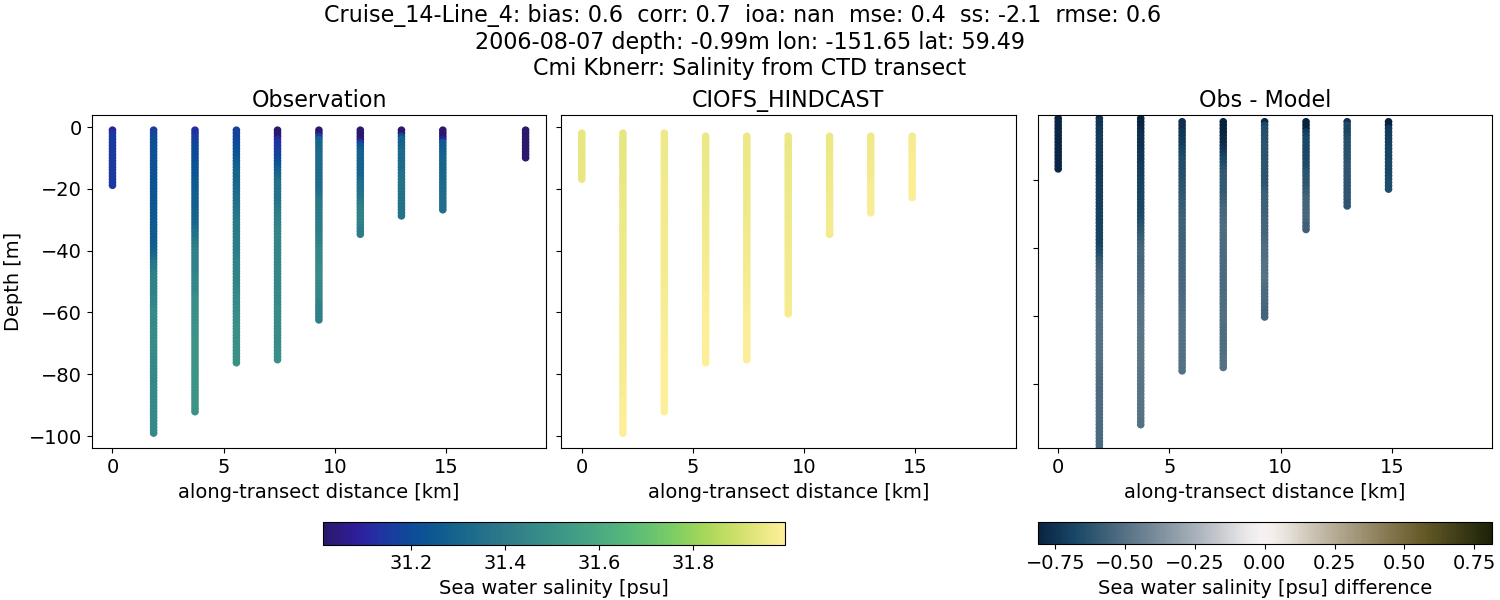 Cruise_14-Line_4: bias: 0.6  corr: 0.7  ioa: nan  mse: 0.4  ss: -2.1  rmse: 0.6
2006-08-07 depth: -0.99m lon: -151.65 lat: 59.49
Cmi Kbnerr: Salinity from CTD transect
Observation
CIOFS_HINDCAST
Obs - Model
Depth [m]
0
−20
−40
−60
−80
−100
0 5 10 15
0 5 10 15
0 5 10 15
along-transect distance [km]
along-transect distance [km]
along-transect distance [km]
31.2 31.4 31.6 31.8
Sea water salinity [psu]
−0.75 −0.50 −0.25 0.00 0.25 0.50 0.75
Sea water salinity [psu] difference